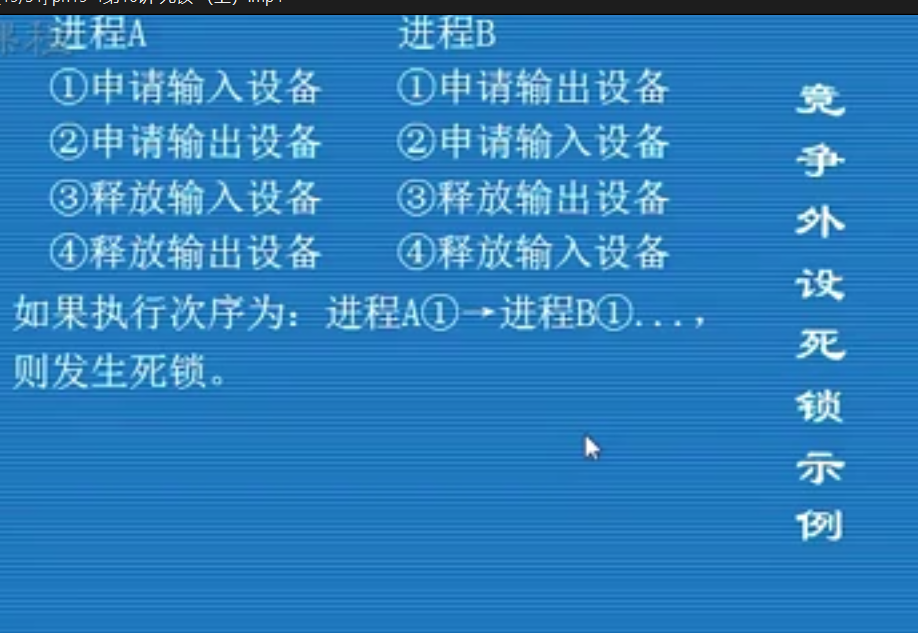 进程A 进程B
①申请输入设备 ①申请输出设备
②申请输出设备 ②申请输入设备
③释放输入设备 ③释放输出设备
④释放输出设备 ④释放输入设备
如果执行次序为：进程A①→进程B①...，
则发生死锁。
竞争外设死锁示例